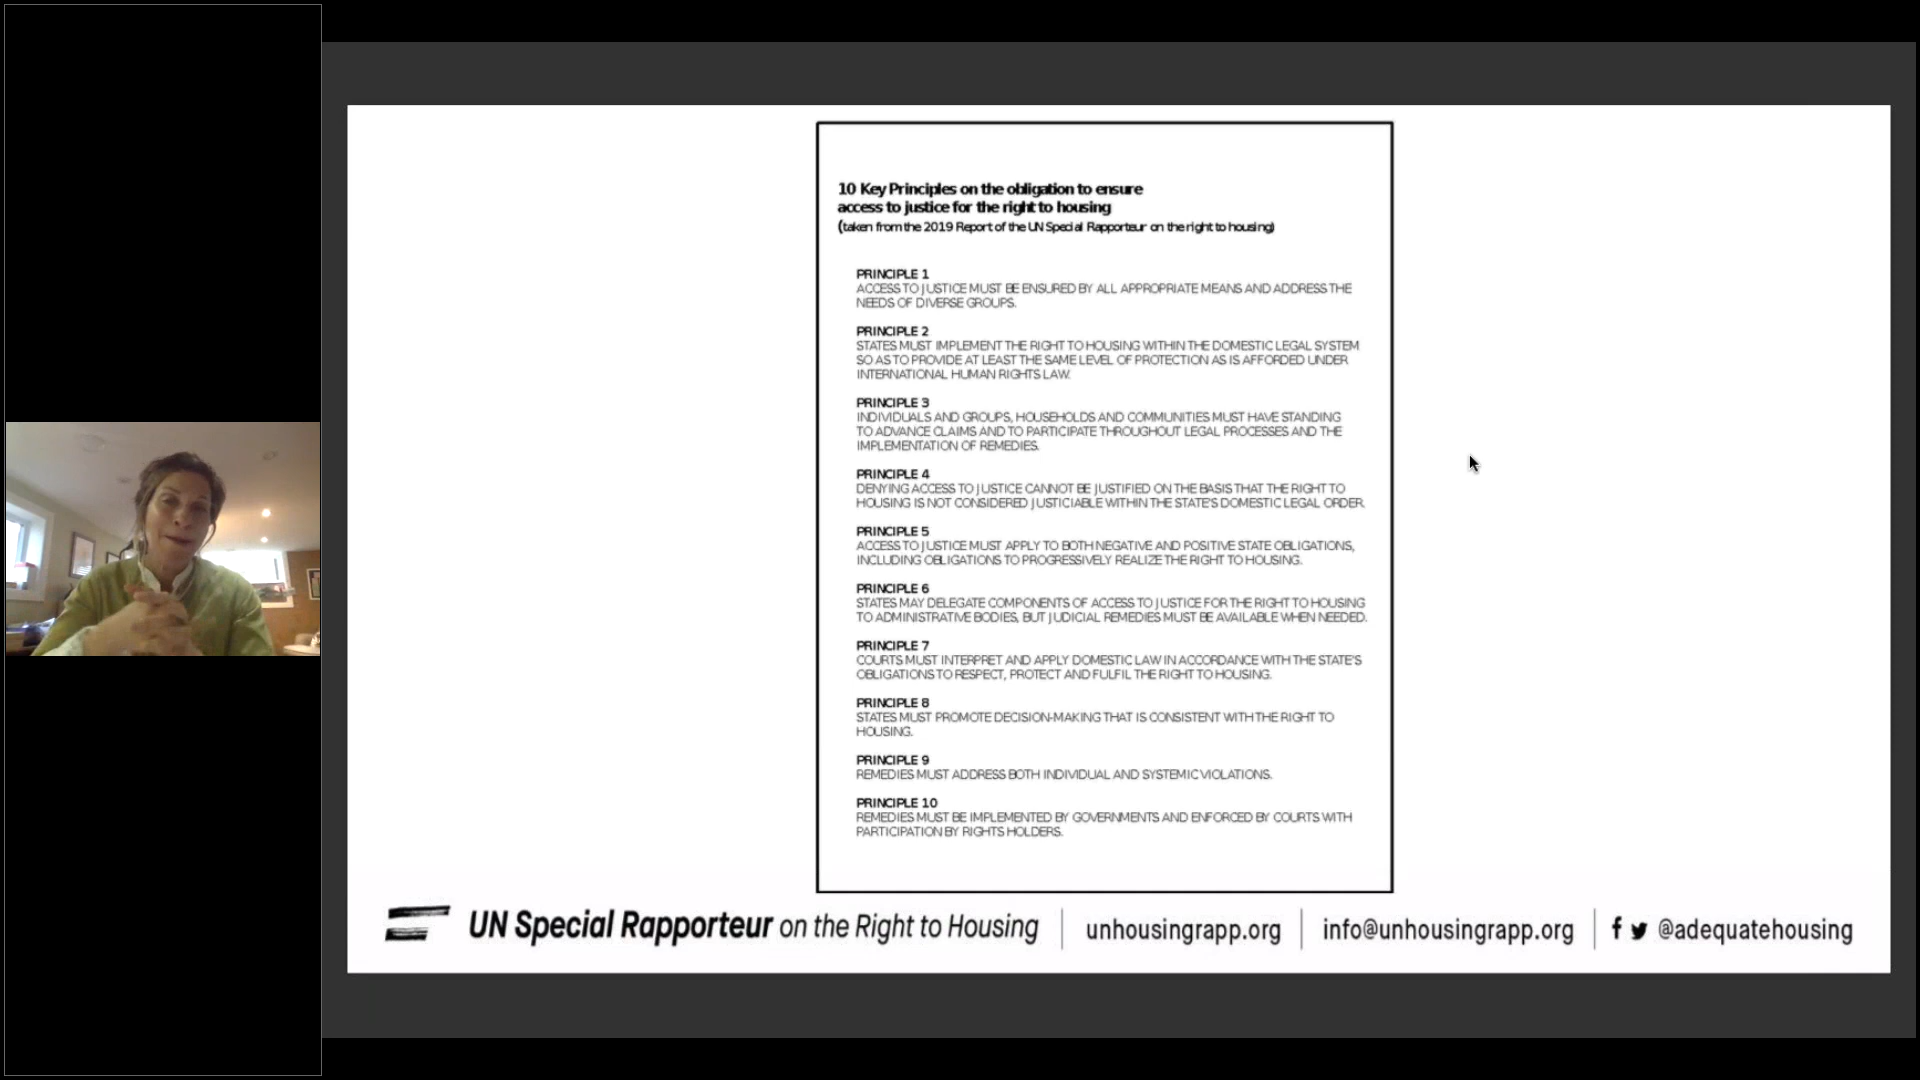 10 Key Principles on the obligation to ensure
access to justice for the right to housing
(taken from the 2019 Report of the UN Special Rapporteur on the right to housing)
PRINCIPLE 1
ACCESS TO JUSTICE MUST BE ENSURED BY ALL APPROPRIATE MEANS AND ADDRESS THE
NEEDS OF DIVERSE GROUPS.
PRINCIPLE 2
STATES MUST IMPLEMENT THE RIGHT TO HOUSING WITHIN THE DOMESTIC LEGAL SYSTEM
SO AS TO PROVIDE AT LEAST THE SAME LEVEL OF PROTECTION AS IS AFFORDED UNDER
INTERNATIONAL HUMAN RIGHTS LAW.
PRINCIPLE 3
INDIVIDUALS AND GROUPS, HOUSEHOLDS AND COMMUNITIES MUST HAVE STANDING
TO ADVANCE CLAIMS AND TO PARTICIPATE THROUGHOUT LEGAL PROCESSES AND THE
IMPLEMENTATION OF REMEDIES.
PRINCIPLE 4
DENYING ACCESS TO JUSTICE CANNOT BE JUSTIFIED ON THE BASIS THAT THE RIGHT TO
HOUSING IS NOT CONSIDERED JUSTICIABLE WITHIN THE STATE'S DOMESTIC LEGAL ORDER.
PRINCIPLE 5
ACCESS TO JUSTICE MUST APPLY TO BOTH NEGATIVE AND POSITIVE STATE OBLIGATIONS,
INCLUDING OBLIGATIONS TO PROGRESSIVELY REALIZE THE RIGHT TO HOUSING.
PRINCIPLE 6
STATES MAY DELEGATE COMPONENTS OF ACCESS TO JUSTICE FOR THE RIGHT TO HOUSING
TO ADMINISTRATIVE BODIES, BUT JUDICIAL REMEDIES MUST BE AVAILABLE WHEN NEEDED.
PRINCIPLE 7
COURTS MUST INTERPRET AND APPLY DOMESTIC LAW IN ACCORDANCE WITH THE STATE'S
OBLIGATIONS TO RESPECT, PROTECT AND FULFIL THE RIGHT TO HOUSING.
PRINCIPLE 8
STATES MUST PROMOTE DECISION-MAKING THAT IS CONSISTENT WITH THE RIGHT TO
HOUSING.
PRINCIPLE 9
REMEDIES MUST ADDRESS BOTH INDIVIDUAL AND SYSTEMIC VIOLATIONS.
PRINCIPLE 10
REMEDIES MUST BE IMPLEMENTED BY GOVERNMENTS AND ENFORCED BY COURTS WITH
PARTICIPATION BY RIGHTS HOLDERS.
UN Special Rapporteur on the Right to Housing | unhousingrapp.org | info@unhousingrapp.org | @adequatehousing